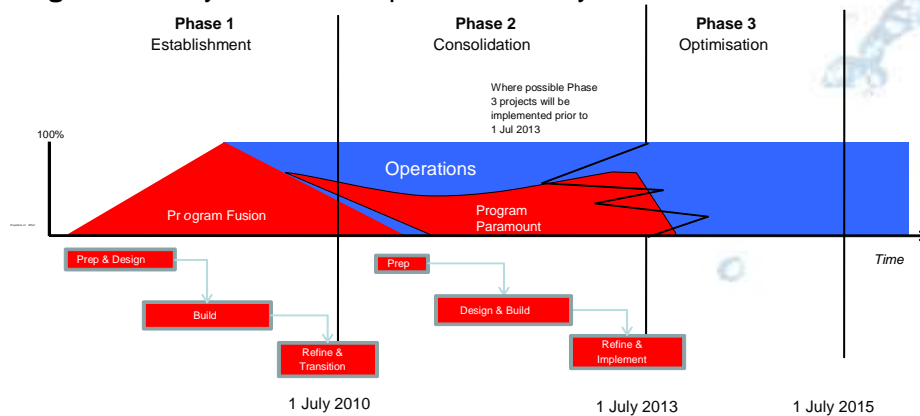 Phase 1
Establishment
Phase 2
Consolidation
Phase 3
Optimisation
Where possible Phase
3 projects will be
implemented prior to
1 Jul 2013
100%
Operations
Program Fusion
Program
Paramount
Time
Prep & Design
Prep
Build
Design & Build
Refine &
Transition
Refine &
Implement
1 July 2010
1 July 2013
1 July 2015